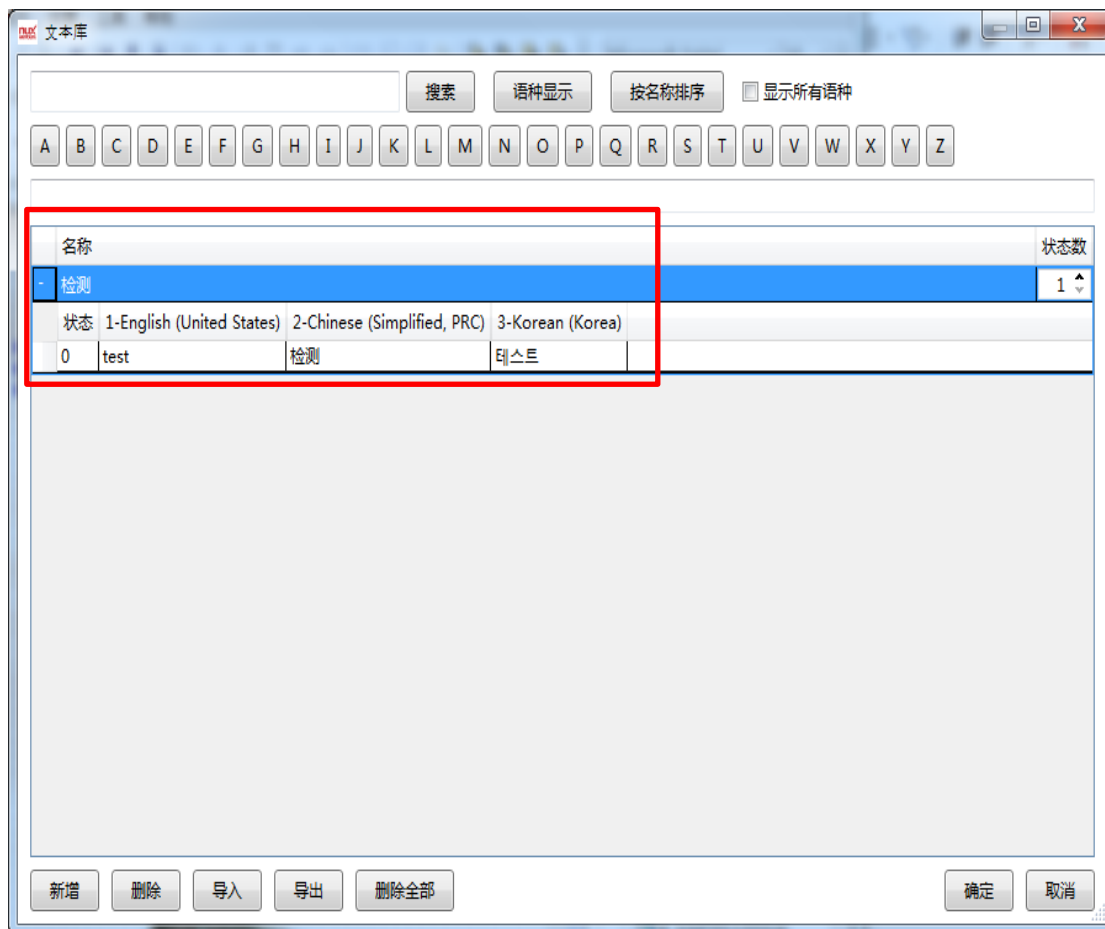 文本库
搜素 语种显示 按名称排序 显示所有语种
A B C D E F G H I J K L M N O P Q R S T U V W X Y Z
名称 状态数
- 检测 1
状态 1-English (United States) 2-Chinese (Simplified, PRC) 3-Korean (Korea)
0 test 检测 테스트
新增 删除 导入 导出 删除全部 确定 取消